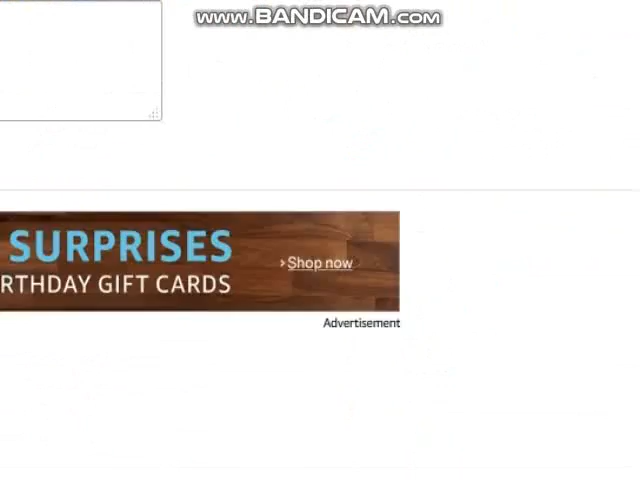 www.BANDICAM.com
SURPRISES
›Shop now
RTHDAY GIFT CARDS
Advertisement